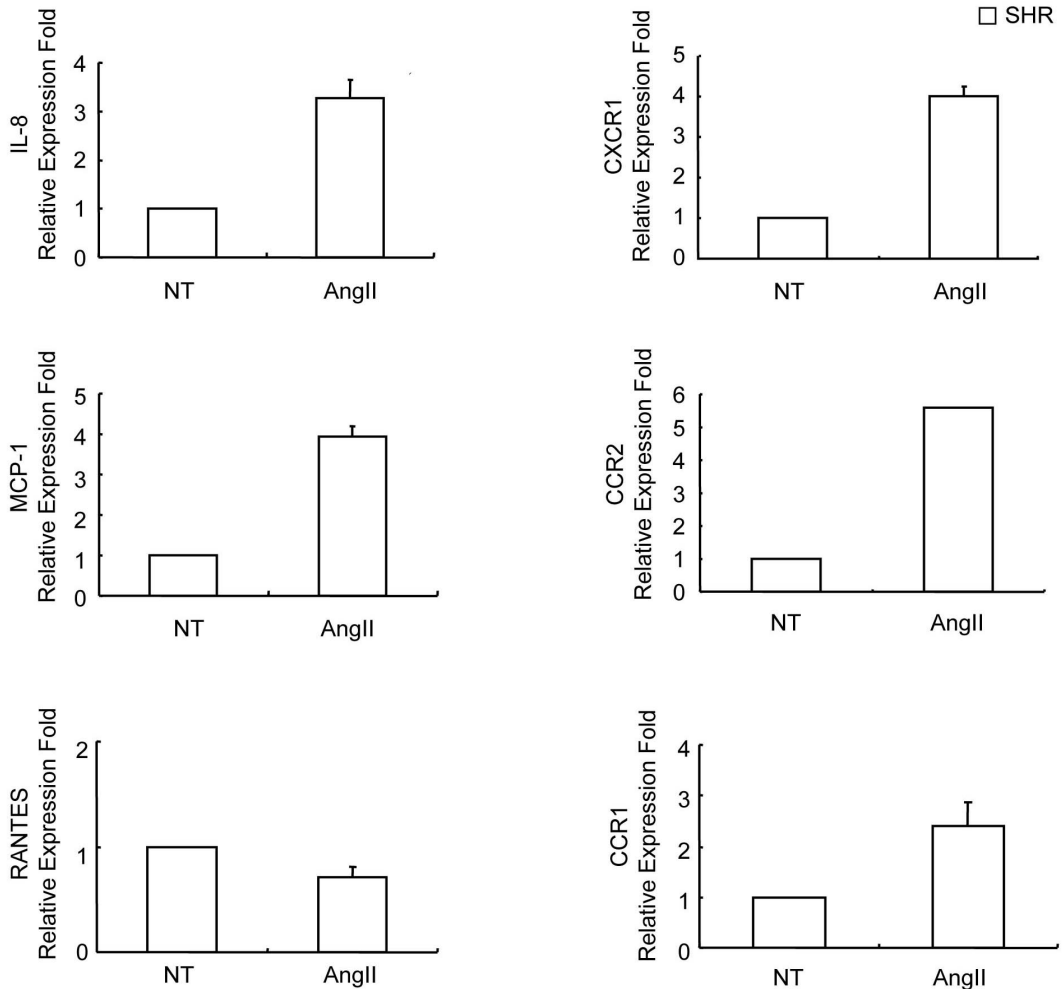 SHR
IL-8
Relative Expression Fold
4
3
2
1
0
NT AngII
CXCR1
Relative Expression Fold
5
4
3
2
1
0
NT AngII
MCP-1
Relative Expression Fold
5
4
3
2
1
0
NT AngII
CCR2
Relative Expression Fold
6
5
4
3
2
1
0
NT AngII
RANTES
Relative Expression Fold
2
1
0
NT AngII
CCR1
Relative Expression Fold
4
3
2
1
0
NT AngII